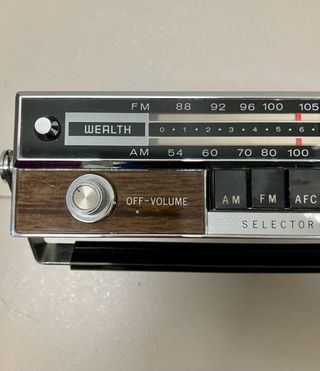 FM 88 92 96 100 105
WEALTH 0 • 1 • 2 • 3 • 4 • 5 • 6 •
AM 54 60 70 80 100
OFF-VOLUME
AM FM AFC
SELECTOR